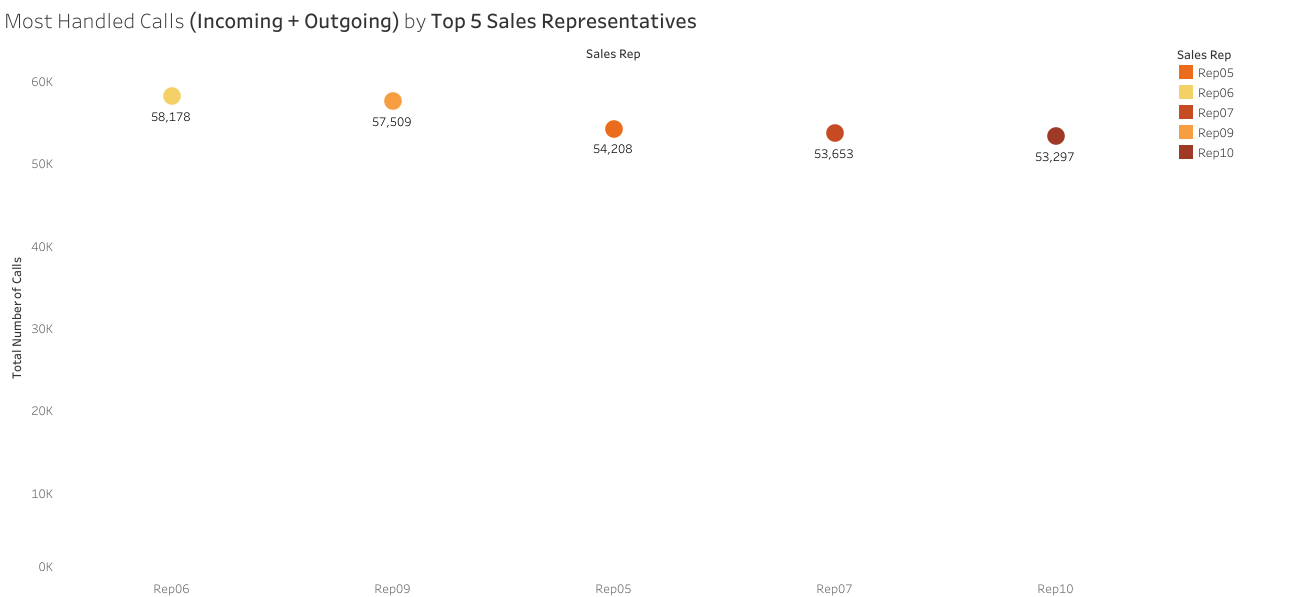 Most Handled Calls (Incoming + Outgoing) by Top 5 Sales Representatives
Sales Rep
Sales Rep
Rep05
Rep06
Rep07
Rep09
Rep10
60K
50K
40K
30K
20K
10K
0K
Total Number of Calls
58,178
57,509
54,208
53,653
53,297
Rep06
Rep09
Rep05
Rep07
Rep10